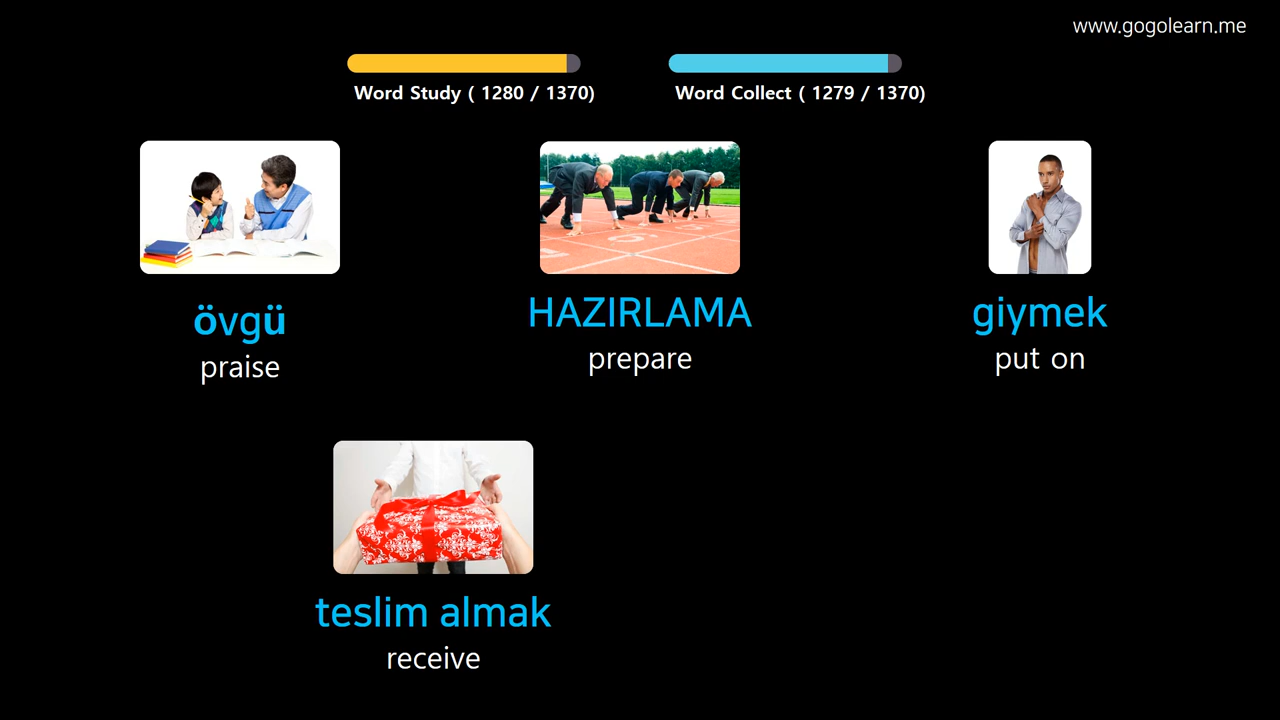 www.gogolearn.me
Word Study ( 1280 / 1370)
Word Collect ( 1279 / 1370)
övgü
praise
HAZIRLAMA
prepare
giymek
put on
teslim almak
receive